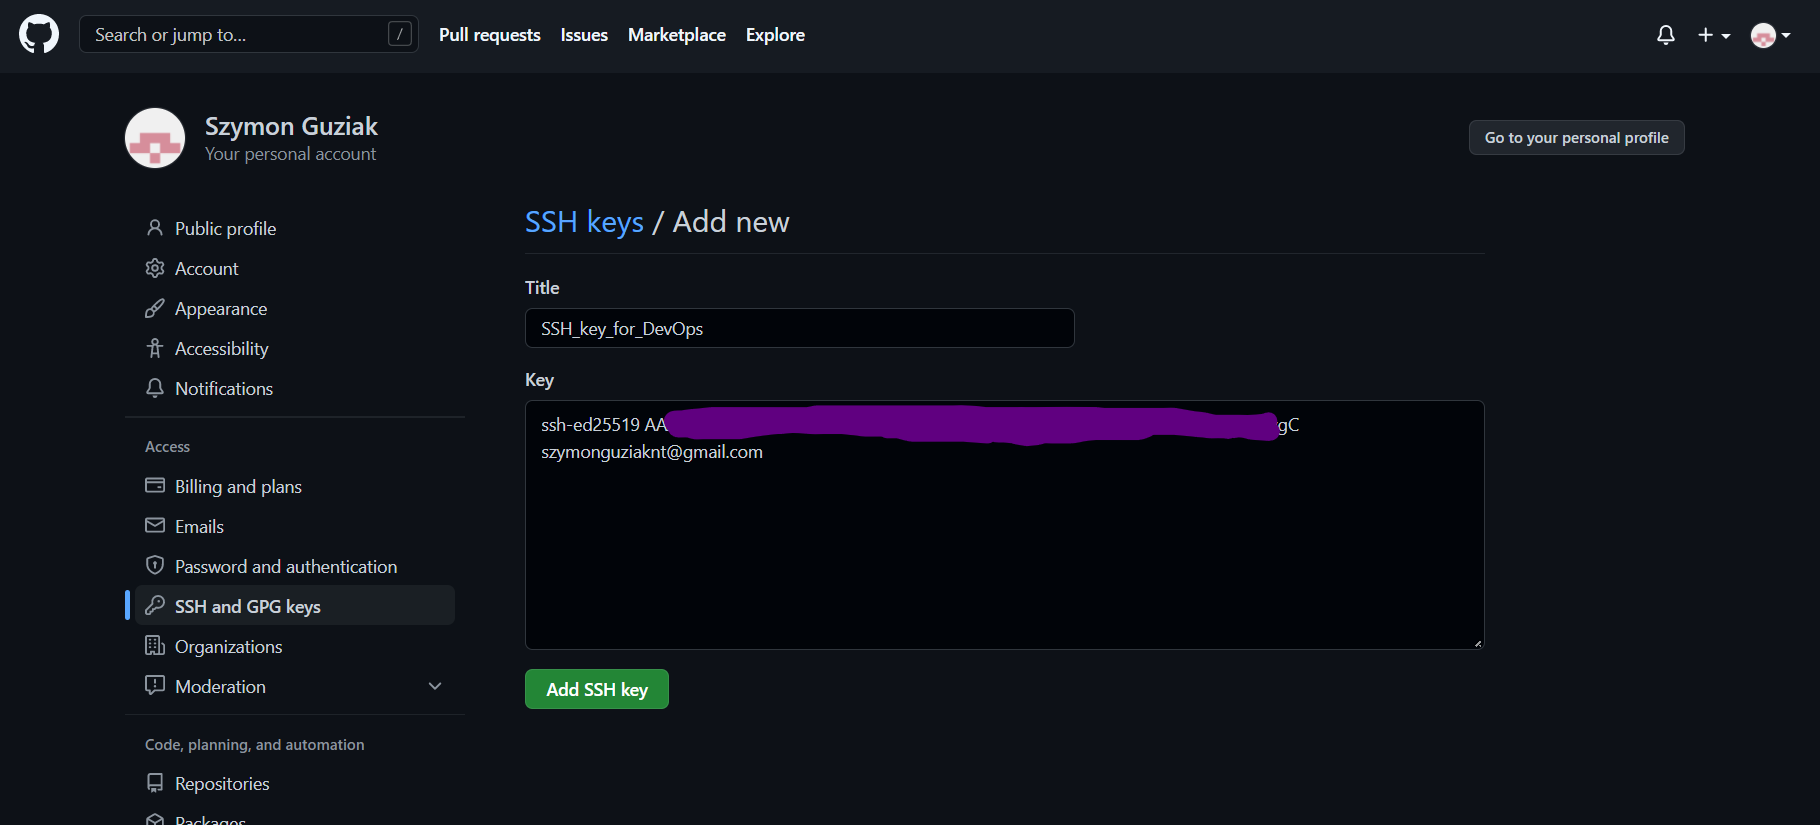 Search or jump to... /
Pull requests Issues Marketplace Explore
Szymon Guziak
Your personal account
Go to your personal profile
Public profile
Account
Appearance
Accessibility
Notifications
Access
Billing and plans
Emails
Password and authentication
SSH and GPG keys
Organizations
Moderation
Code, planning, and automation
Repositories
Packages
SSH keys / Add new
Title
SSH_key_for_DevOps
Key
ssh-ed25519 AA gC
szymonguziaknt@gmail.com
Add SSH key